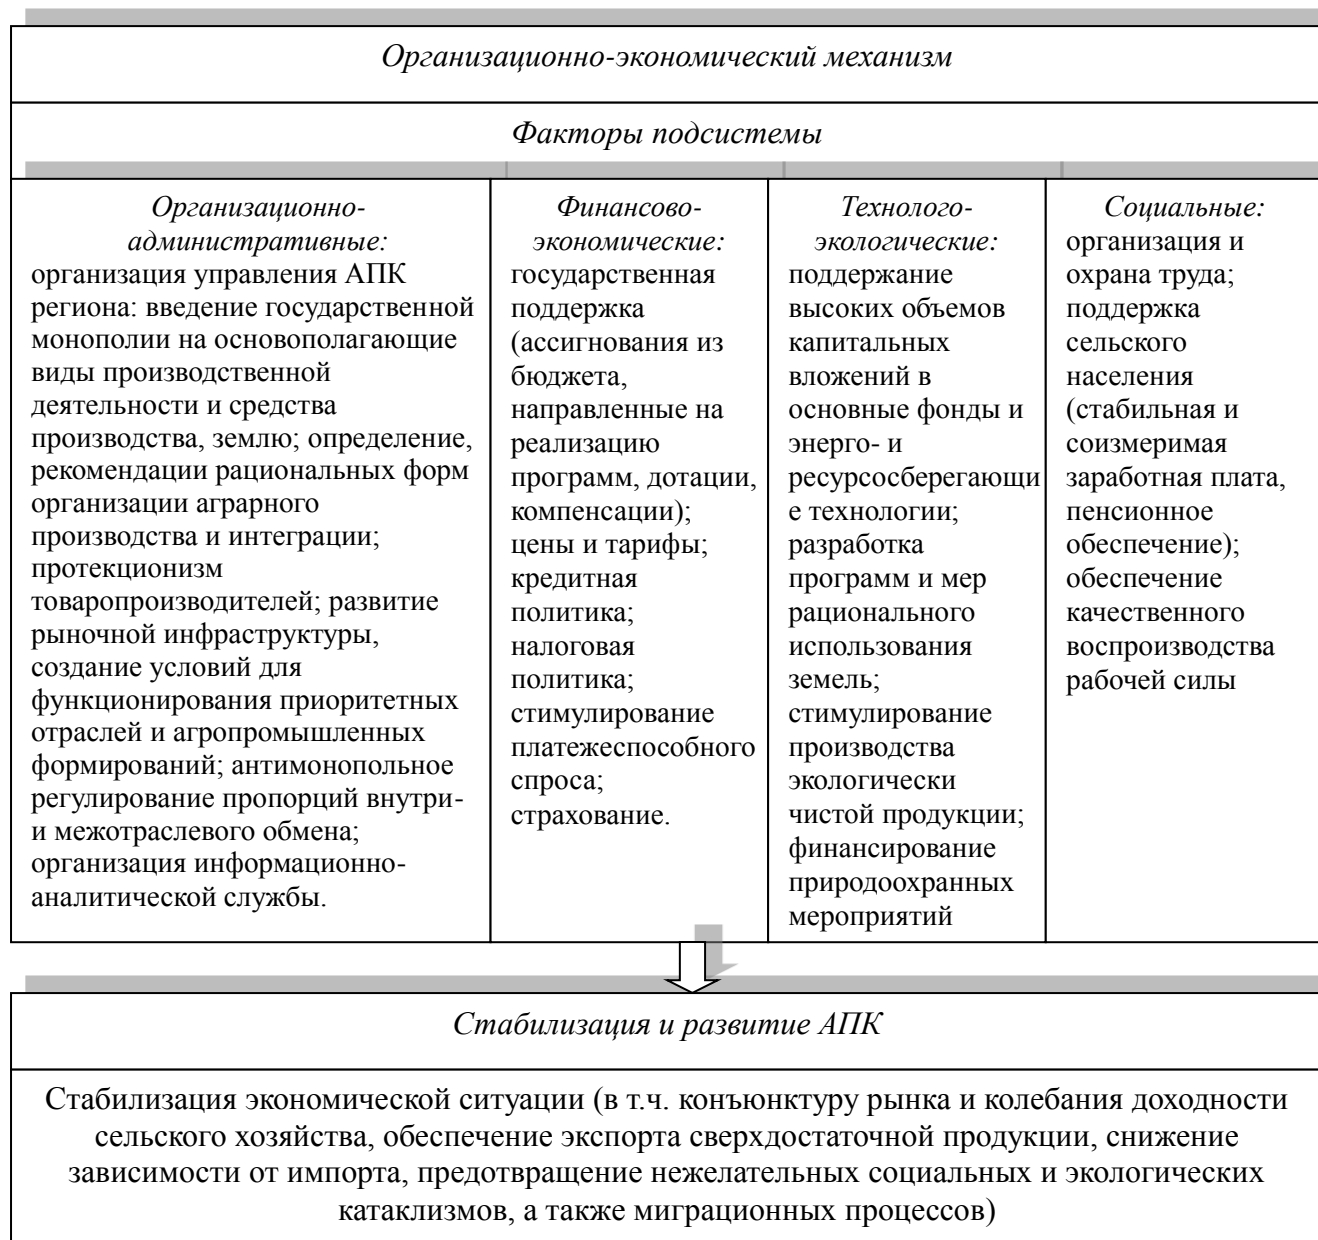 Организационно-экономический механизм
Факторы подсистемы
Организационно-
административные:
организация управления АПК
региона: введение государственной
монополии на основополагающие
виды производственной
деятельности и средства
производства, землю; определение,
рекомендации рациональных форм
организации аграрного
производства и интеграции;
протекционизм
товаропроизводителей; развитие
рыночной инфраструктуры,
создание условий для
функционирования приоритетных
отраслей и агропромышленных
формирований; антимонопольное
регулирование пропорций внутри-
и межотраслевого обмена;
организация информационно-
аналитической службы.
Финансово-
экономические:
государственная
поддержка
(ассигнования из
бюджета,
направленные на
реализацию
программ, дотации,
компенсации);
цены и тарифы;
кредитная
политика;
налоговая
политика;
стимулирование
платежеспособного
спроса;
страхование.
Технолого-
экологические:
поддержание
высоких объемов
капитальных
вложений в
основные фонды и
энерго- и
ресурсосберегающи
е технологии;
разработка
программ и мер
рационального
использования
земель;
стимулирование
производства
экологически
чистой продукции;
финансирование
природоохранных
мероприятий
Социальные:
организация и
охрана труда;
поддержка
сельского
населения
(стабильная и
соизмеримая
заработная плата,
пенсионное
обеспечение);
обеспечение
качественного
воспроизводства
рабочей силы
Стабилизация и развитие АПК
Стабилизация экономической ситуации (в т.ч. конъюнктуру рынка и колебания доходности
сельского хозяйства, обеспечение экспорта сверхдостаточной продукции, снижение
зависимости от импорта, предотвращение нежелательных социальных и экологических
катаклизмов, а также миграционных процессов)